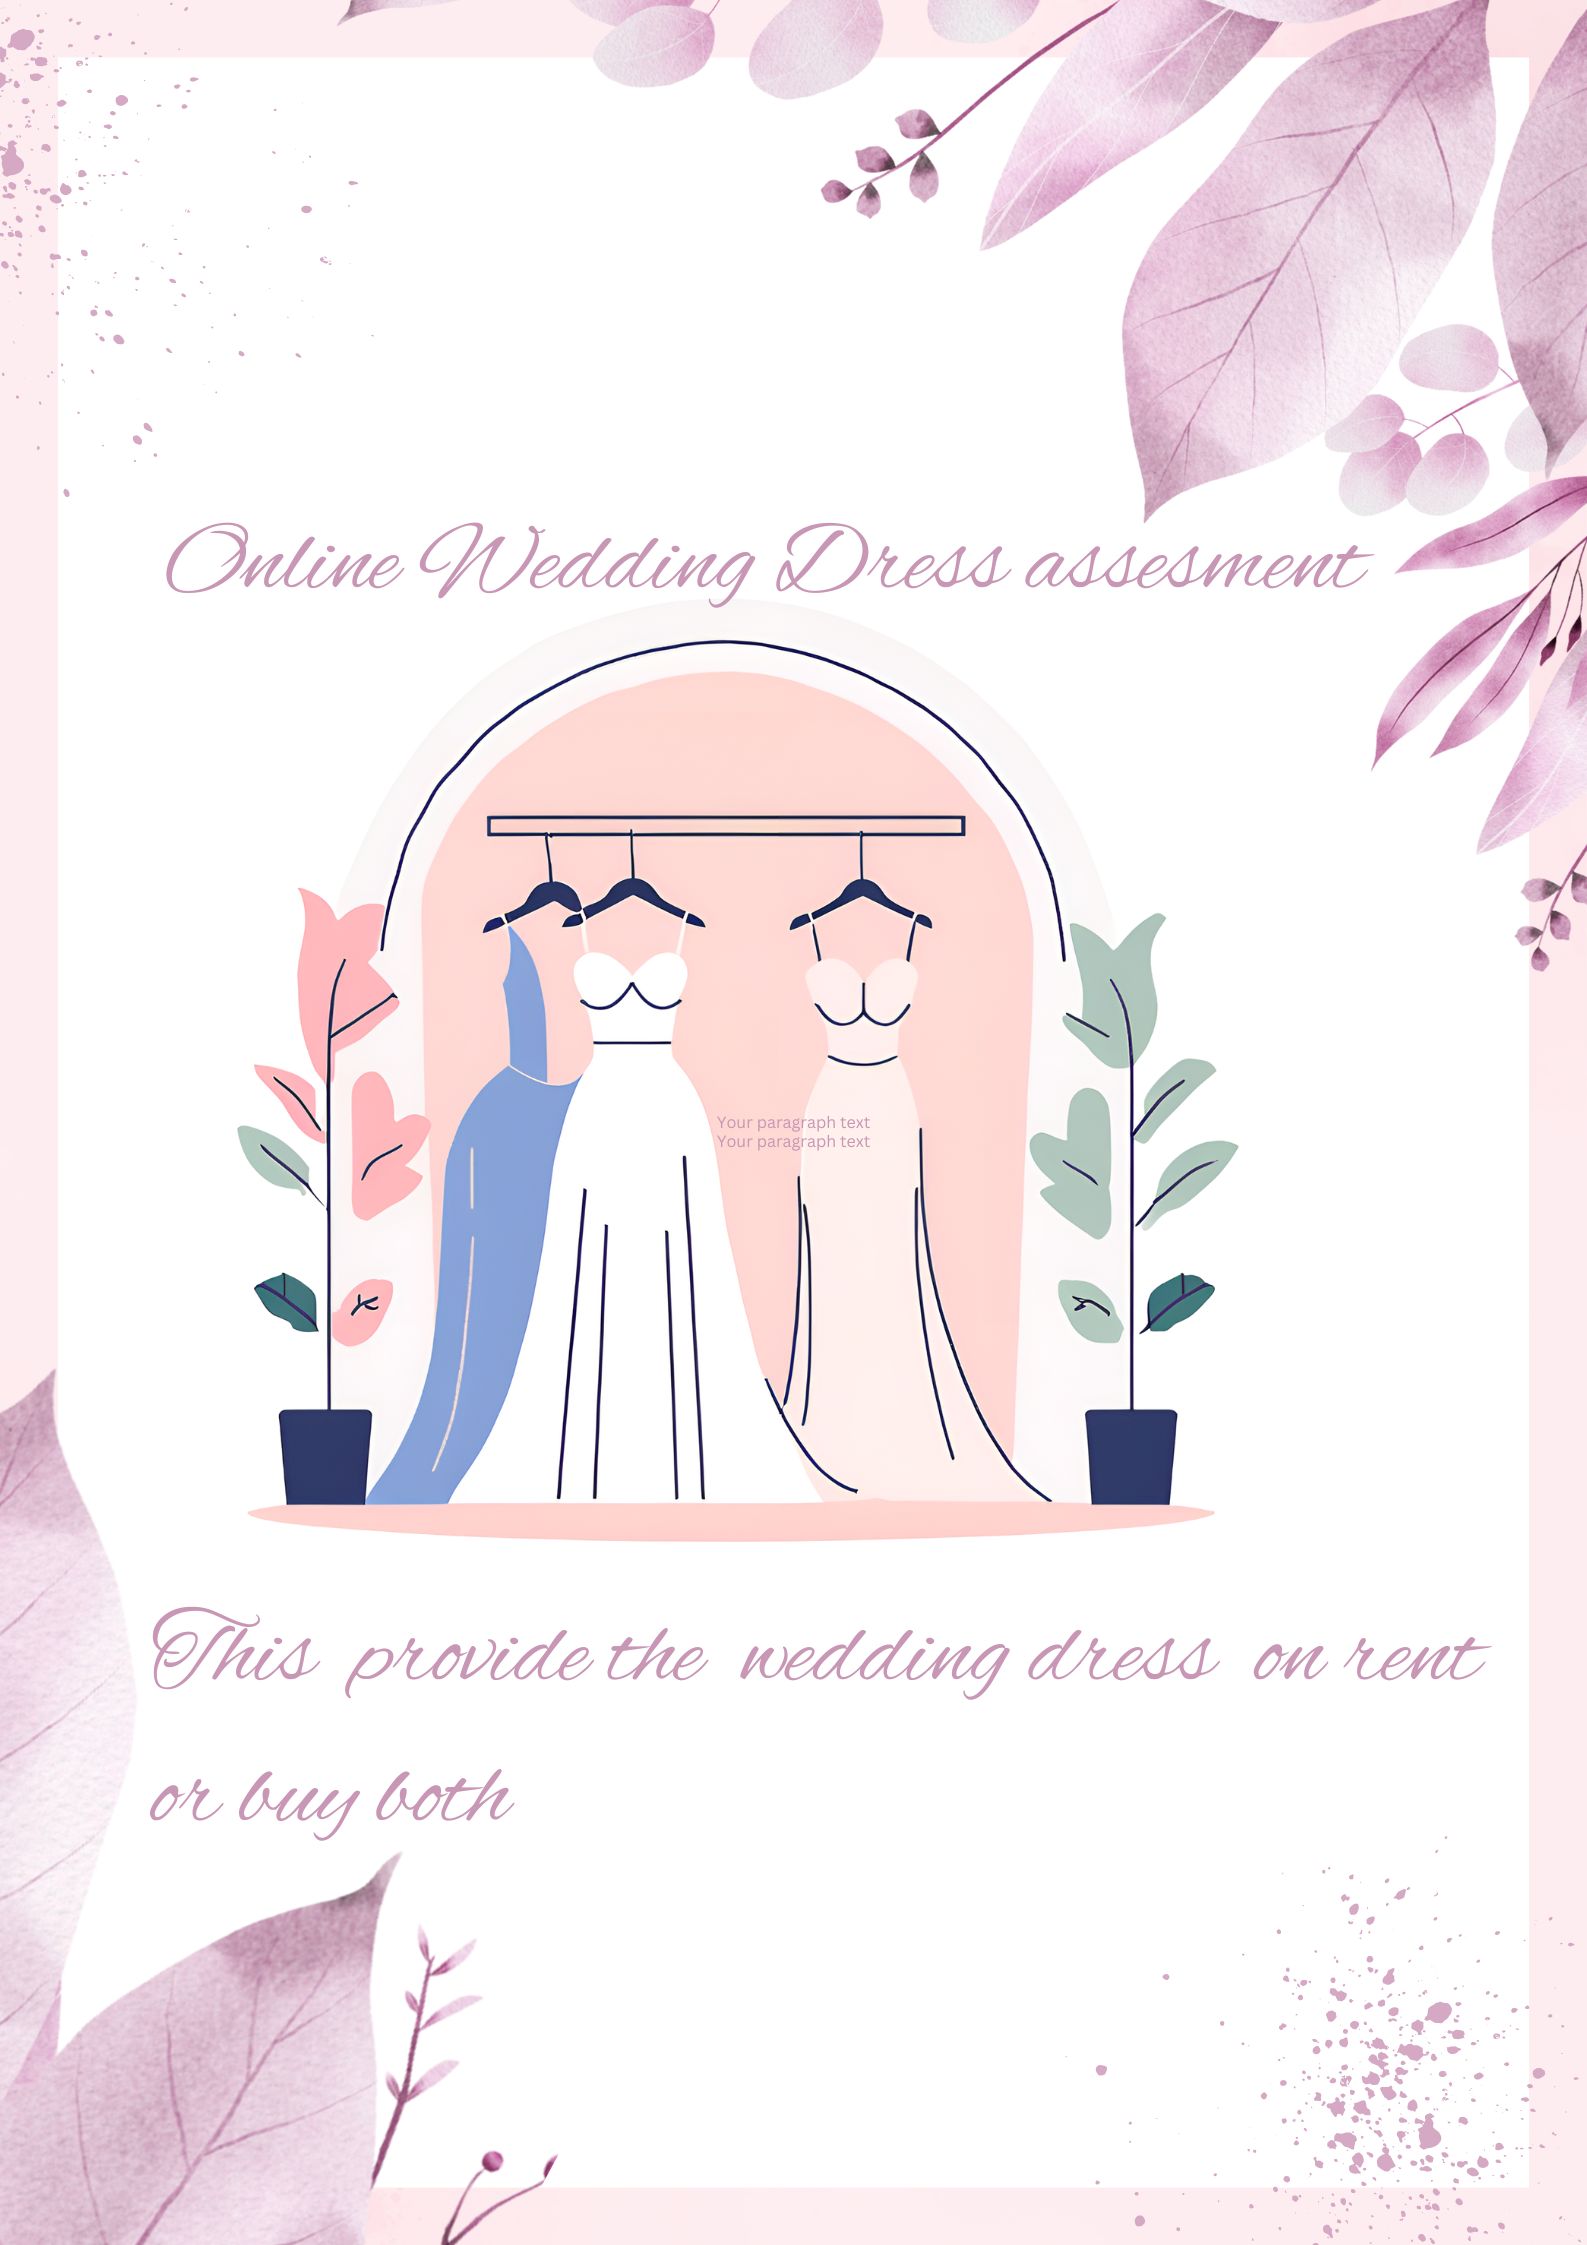 Online Wedding Dress assesment
Your paragraph text
Your paragraph text
This provide the wedding dress on rent
or buy both